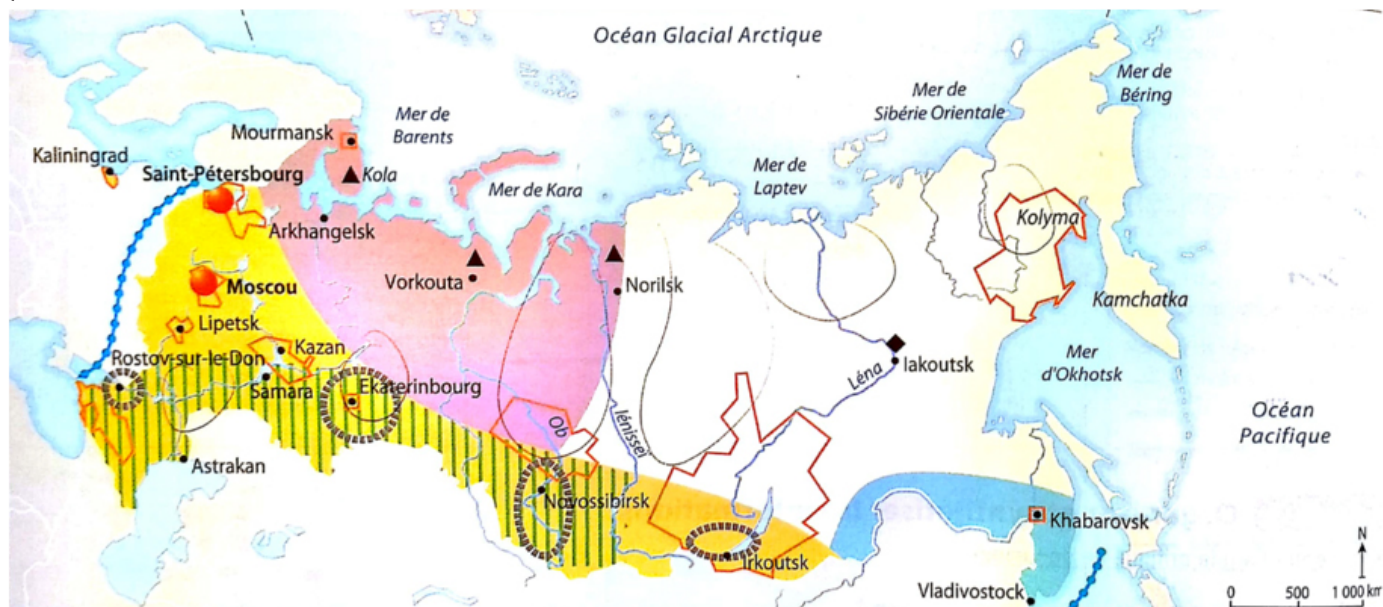 Océan Glacial Arctique
Mer de
Béring
Mer de
Sibérie Orientale
Mer de
Barents
Mourmansk
Kaliningrad
Saint-Pétersbourg
Kola
Mer de Kara
Mer de
Laptev
Arkhangelsk
Kolyma
Vorkouta
Norilsk
Moscou
Kamchatka
Lipetsk
Kazan
Rostov-sur-le-Don
Samara
Ekaterinbourg
Iakoutsk
Léna
Mer
d'Okhotsk
Océan
Pacifique
Ob
Iénisseï
Astrakan
Novossibirsk
Irkoutsk
Khabarovsk
Vladivostock
N
0 500 1 000 km